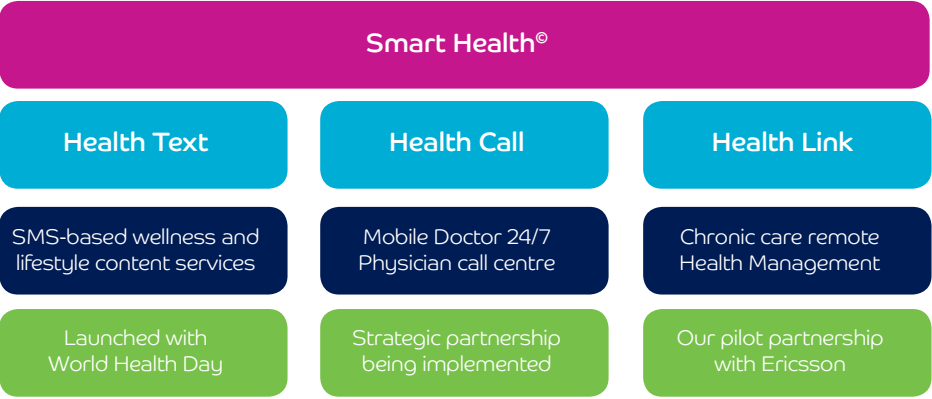 Smart Health©
Health Text
Health Call
Health Link
SMS-based wellness and
lifestyle content services
Mobile Doctor 24/7
Physician call centre
Chronic care remote
Health Management
Launched with
World Health Day
Strategic partnership
being implemented
Our pilot partnership
with Ericsson